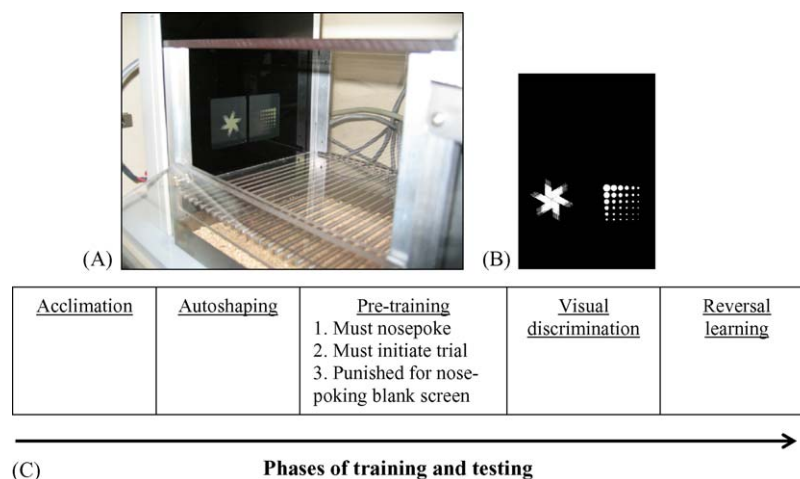 (A)
(B)
Acclimation
Autoshaping
Pre-training
1. Must nosepoke
2. Must initiate trial
3. Punished for nose-
poking blank screen
Visual
discrimination
Reversal
learning
(C)
Phases of training and testing